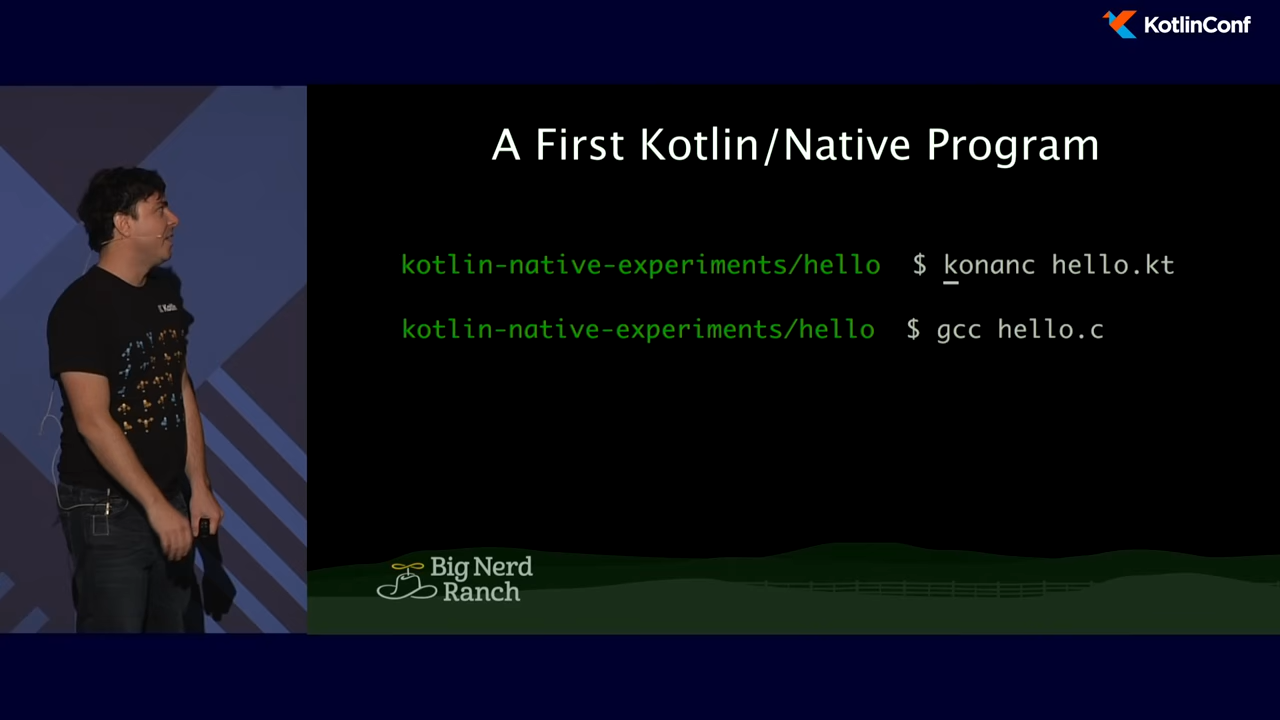 KotlinConf
A First Kotlin/Native Program
kotlin-native-experiments/hello $ konanc hello.kt
kotlin-native-experiments/hello $ gcc hello.c
Kotlin
Big Nerd
Ranch